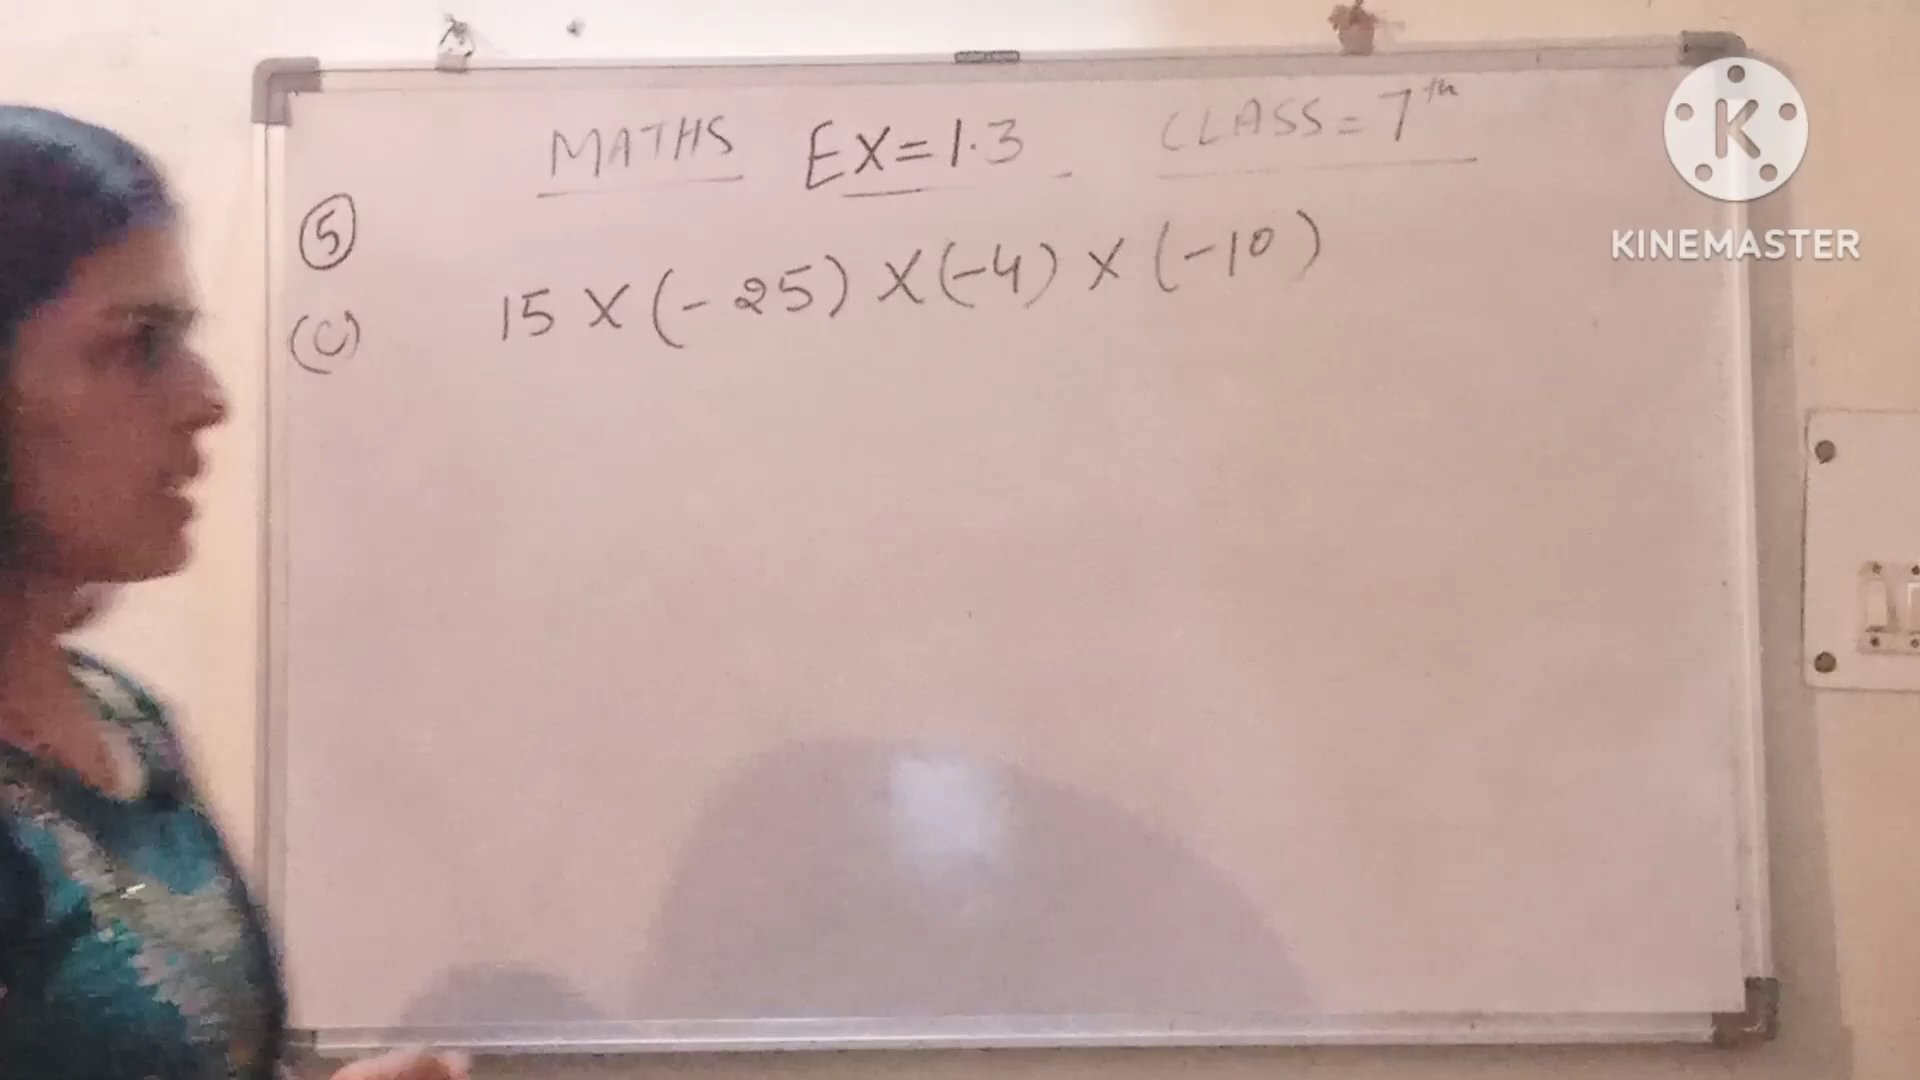 MATHS EX=1.3 CLASS=7th
5
(C) 15 X (-25) X (-4) X (-10)
K
KINEMASTER